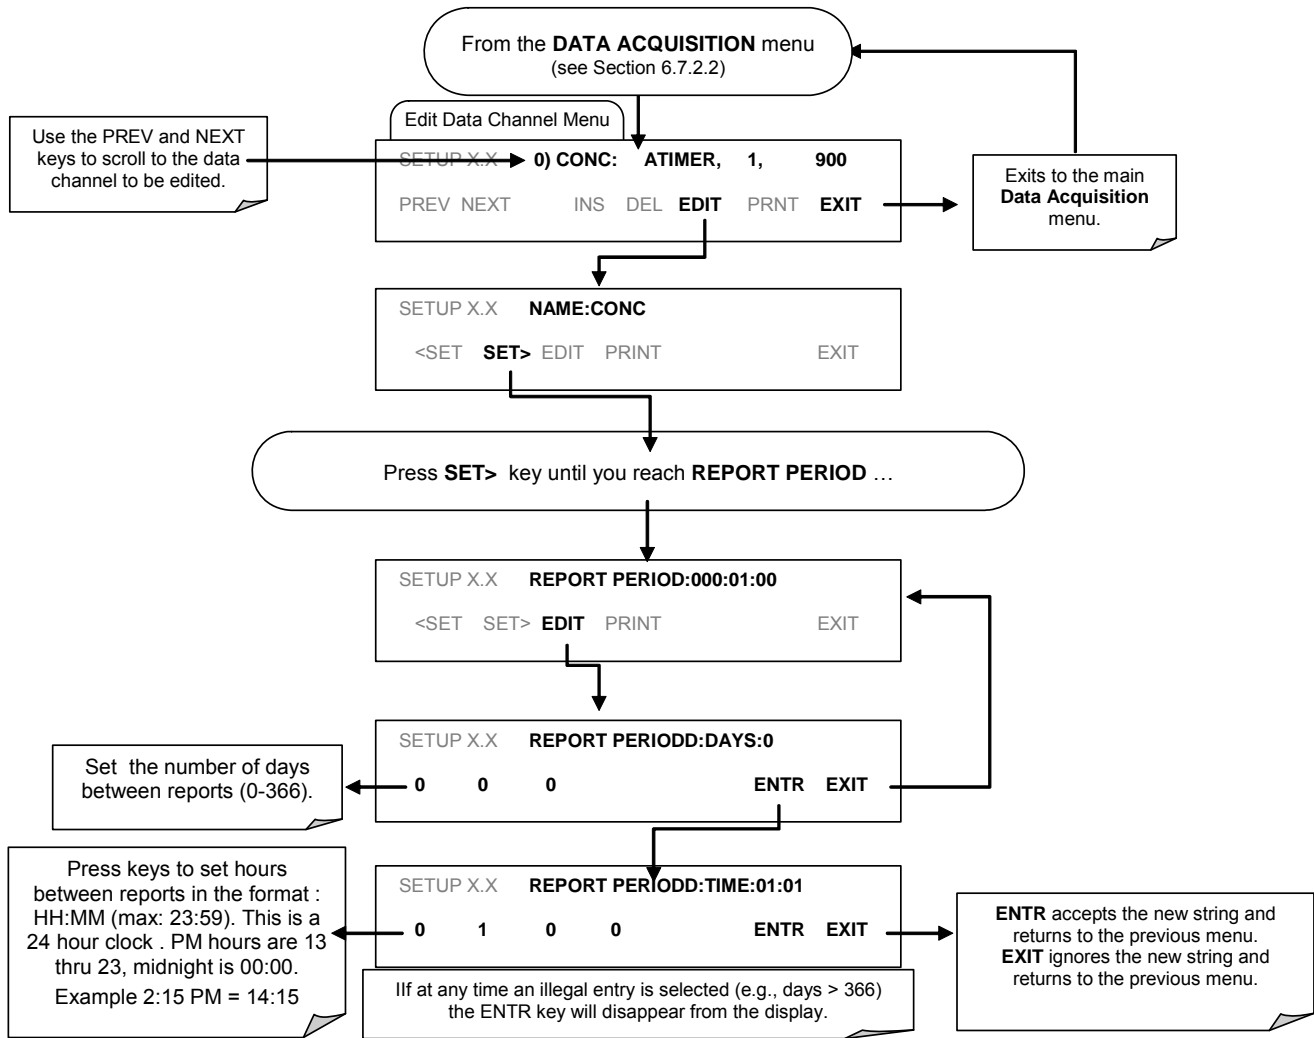 From the DATA ACQUISITION menu
(see Section 6.7.2.2)
Edit Data Channel Menu
Use the PREV and NEXT
keys to scroll to the data
channel to be edited.
SETUP X.X 0) CONC: ATIMER, 1, 900
PREV NEXT INS DEL EDIT PRNT EXIT
Exits to the main
Data Acquisition
menu.
SETUP X.X NAME:CONC
<SET SET> EDIT PRINT EXIT
Press SET> key until you reach REPORT PERIOD …
SETUP X.X REPORT PERIOD:000:01:00
<SET SET> EDIT PRINT EXIT
SETUP X.X REPORT PERIODD:DAYS:0
0 0 0 ENTR EXIT
Set the number of days
between reports (0-366).
Press keys to set hours
between reports in the format :
HH:MM (max: 23:59). This is a
24 hour clock . PM hours are 13
thru 23, midnight is 00:00.
Example 2:15 PM = 14:15
SETUP X.X REPORT PERIODD:TIME:01:01
0 1 0 0 ENTR EXIT
ENTR accepts the new string and
returns to the previous menu.
EXIT ignores the new string and
returns to the previous menu.
IIf at any time an illegal entry is selected (e.g., days > 366)
the ENTR key will disappear from the display.